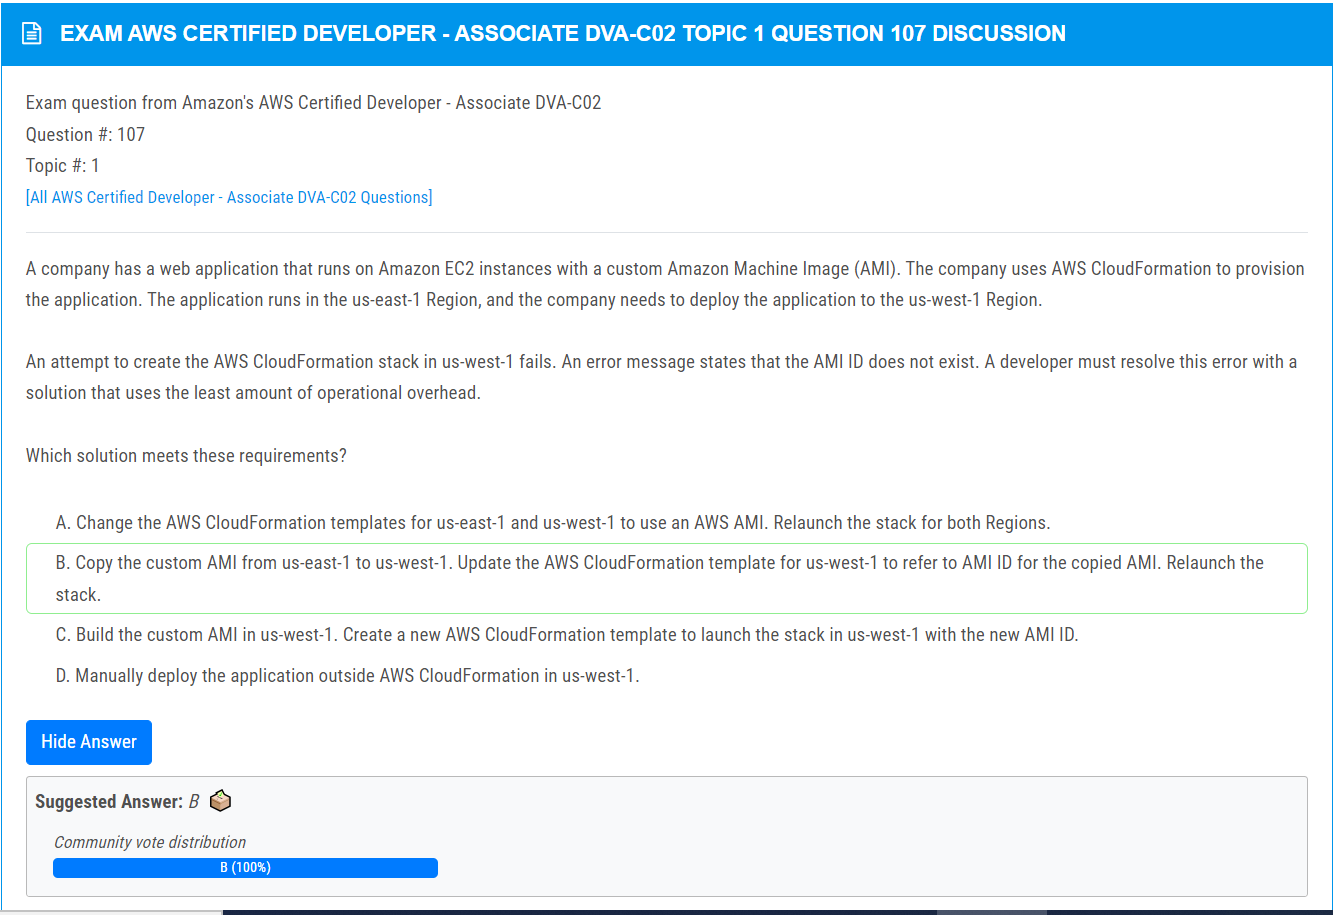 EXAM AWS CERTIFIED DEVELOPER - ASSOCIATE DVA-C02 TOPIC 1 QUESTION 107 DISCUSSION
Exam question from Amazon's AWS Certified Developer - Associate DVA-C02
Question #: 107
Topic #: 1
[All AWS Certified Developer - Associate DVA-C02 Questions]
A company has a web application that runs on Amazon EC2 instances with a custom Amazon Machine Image (AMI). The company uses AWS CloudFormation to provision
the application. The application runs in the us-east-1 Region, and the company needs to deploy the application to the us-west-1 Region.
An attempt to create the AWS CloudFormation stack in us-west-1 fails. An error message states that the AMI ID does not exist. A developer must resolve this error with a
solution that uses the least amount of operational overhead.
Which solution meets these requirements?
A. Change the AWS CloudFormation templates for us-east-1 and us-west-1 to use an AWS AMI. Relaunch the stack for both Regions.
B. Copy the custom AMI from us-east-1 to us-west-1. Update the AWS CloudFormation template for us-west-1 to refer to AMI ID for the copied AMI. Relaunch the
stack.
C. Build the custom AMI in us-west-1. Create a new AWS CloudFormation template to launch the stack in us-west-1 with the new AMI ID.
D. Manually deploy the application outside AWS CloudFormation in us-west-1.
Hide Answer
Suggested Answer: B
Community vote distribution
B (100%)